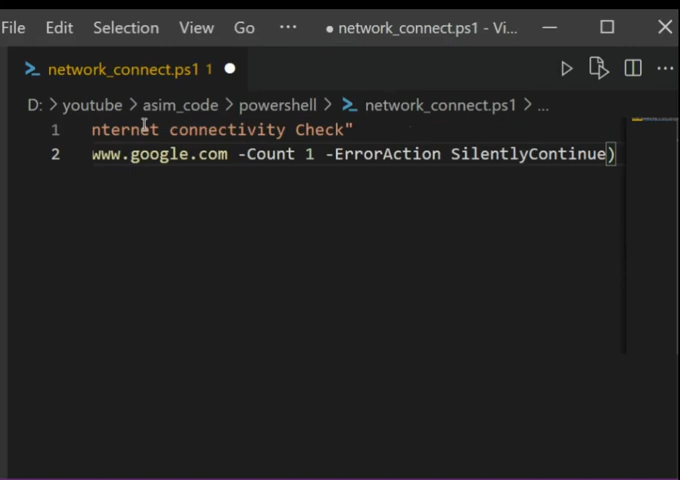 File Edit Selection View Go ··· ● network_connect.ps1 - Vi...
network_connect.ps1 1 ●
D: > youtube > asim_code > powershell > network_connect.ps1 > ...
1 nternet connectivity Check"
2 www.google.com -Count 1 -ErrorAction SilentlyContinue)